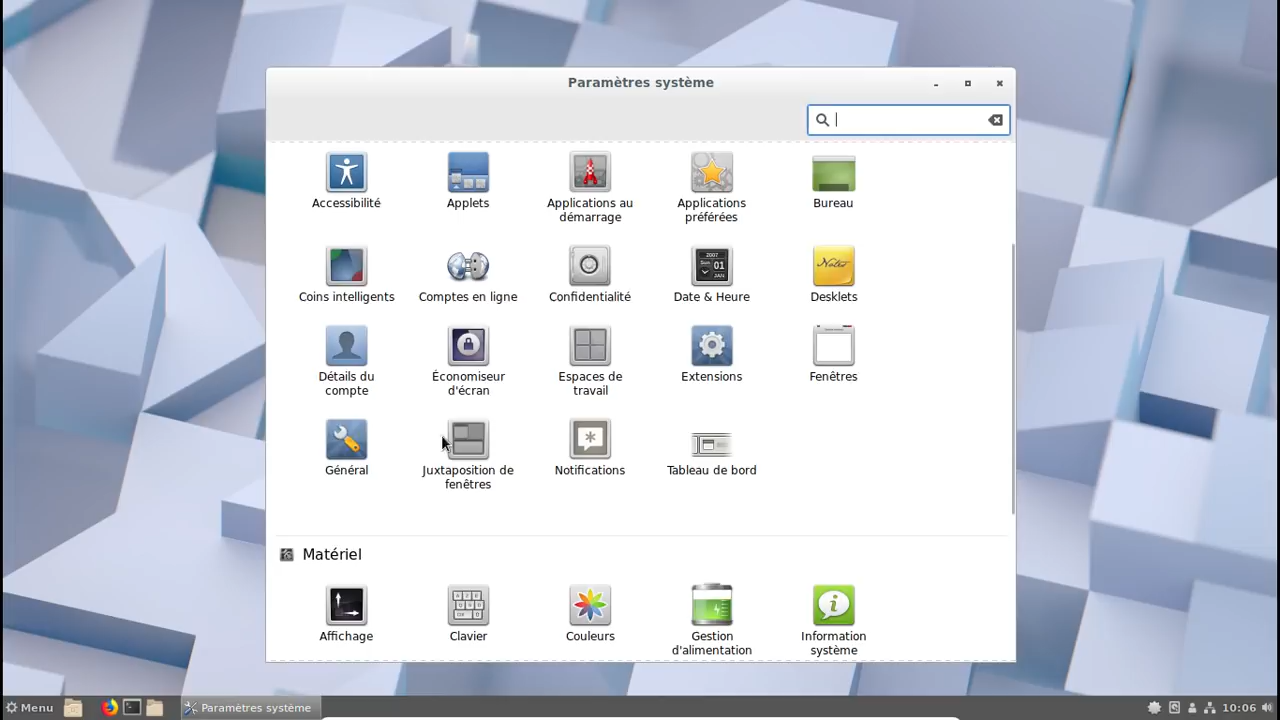 Paramètres système
Accessibilité
Applets
Applications au
démarrage
Applications
préférées
Bureau
Coins intelligents
Comptes en ligne
Confidentialité
Date & Heure
Desklets
Détails du
compte
Économiseur
d'écran
Espaces de
travail
Extensions
Fenêtres
Général
Juxtaposition de
fenêtres
Notifications
Tableau de bord
Matériel
Affichage
Clavier
Couleurs
Gestion
d'alimentation
Information
système
Menu
Paramètres système
10:06